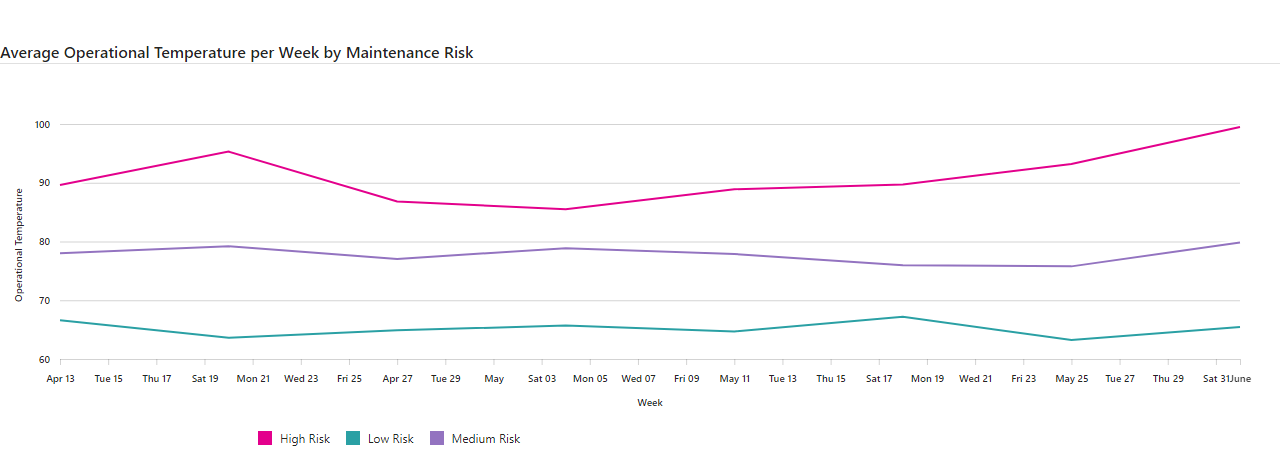 Average Operational Temperature per Week by Maintenance Risk
100
90
80
70
60
Operational Temperature
Apr 13 Tue 15 Thu 17 Sat 19 Mon 21 Wed 23 Fri 25 Apr 27 Tue 29 May Sat 03 Mon 05 Wed 07 Fri 09 May 11 Tue 13 Thu 15 Sat 17 Mon 19 Wed 21 Fri 23 May 25 Tue 27 Thu 29 Sat 31 June
Week
High Risk Low Risk Medium Risk